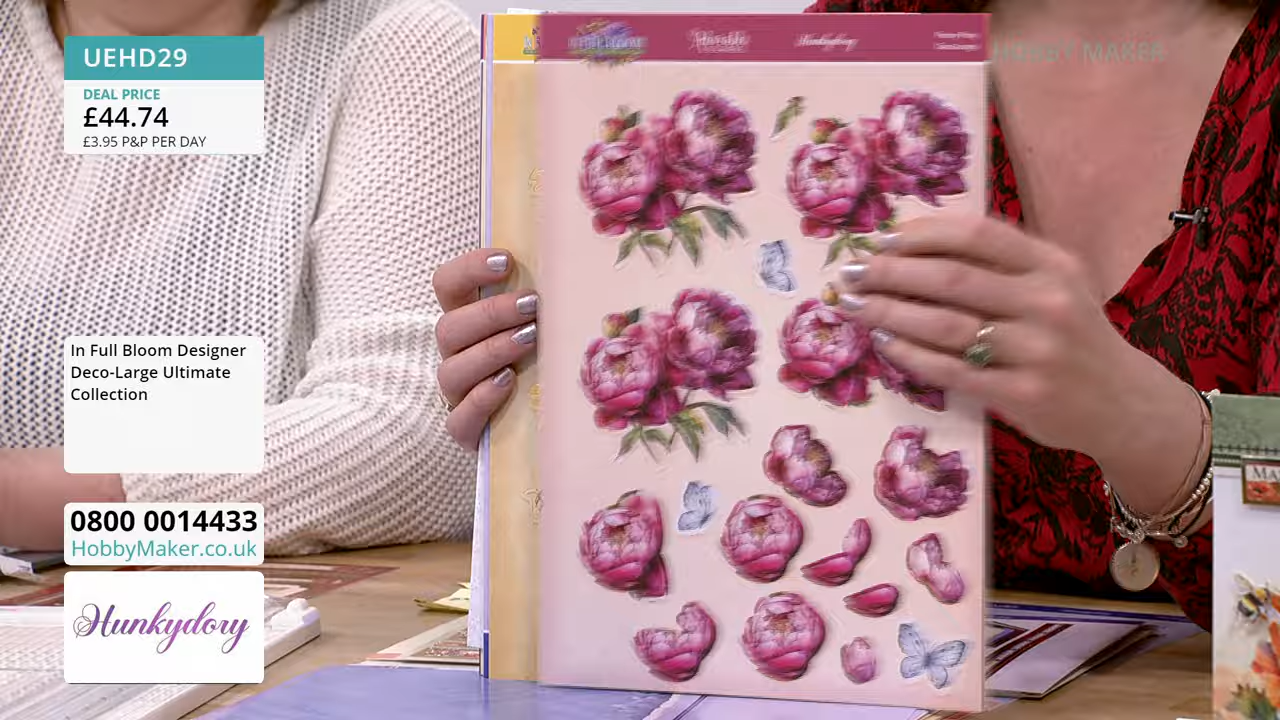 UEHD29
DEAL PRICE
£44.74
£3.95 P&P PER DAY
In Full Bloom Designer
Deco-Large Ultimate
Collection
0800 0014433
HobbyMaker.co.uk
Hunkydory
HOBBY MAKER
Adorable
Hunkydory
MA